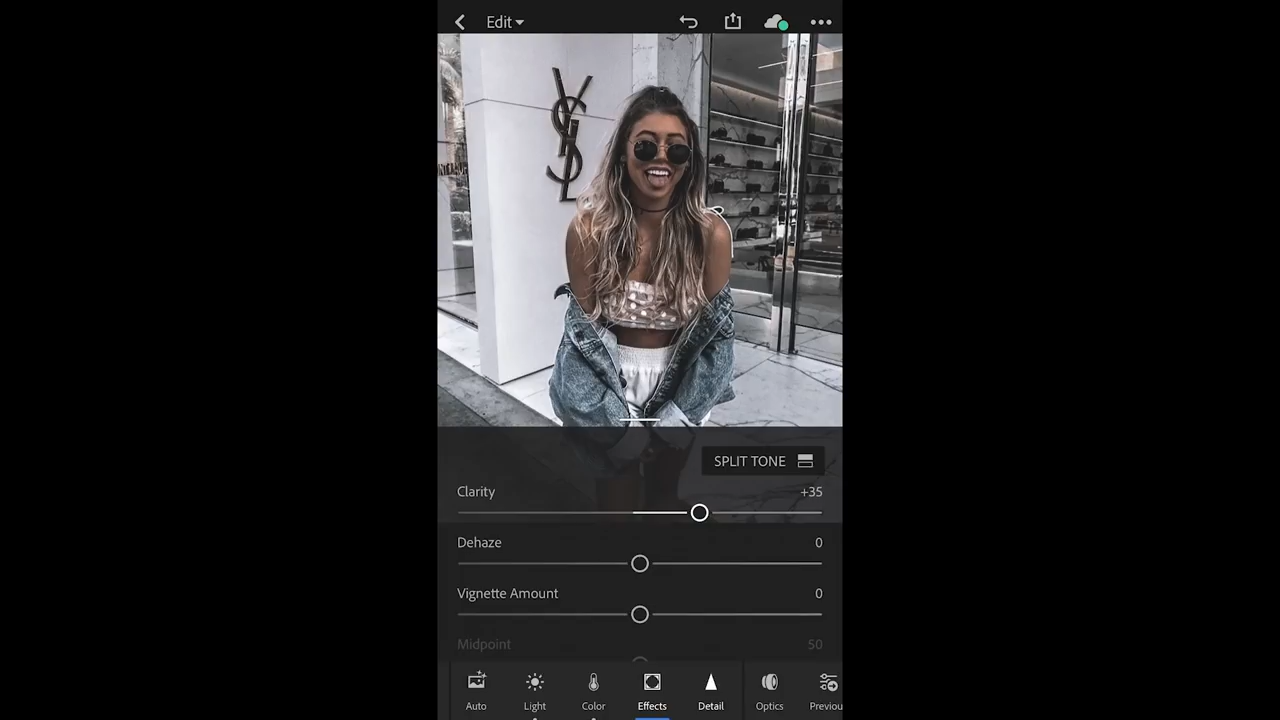 Edit
YSL
SPLIT TONE
Clarity +35
Dehaze 0
Vignette Amount 0
Midpoint 50
Auto Light Color Effects Detail Optics Previou